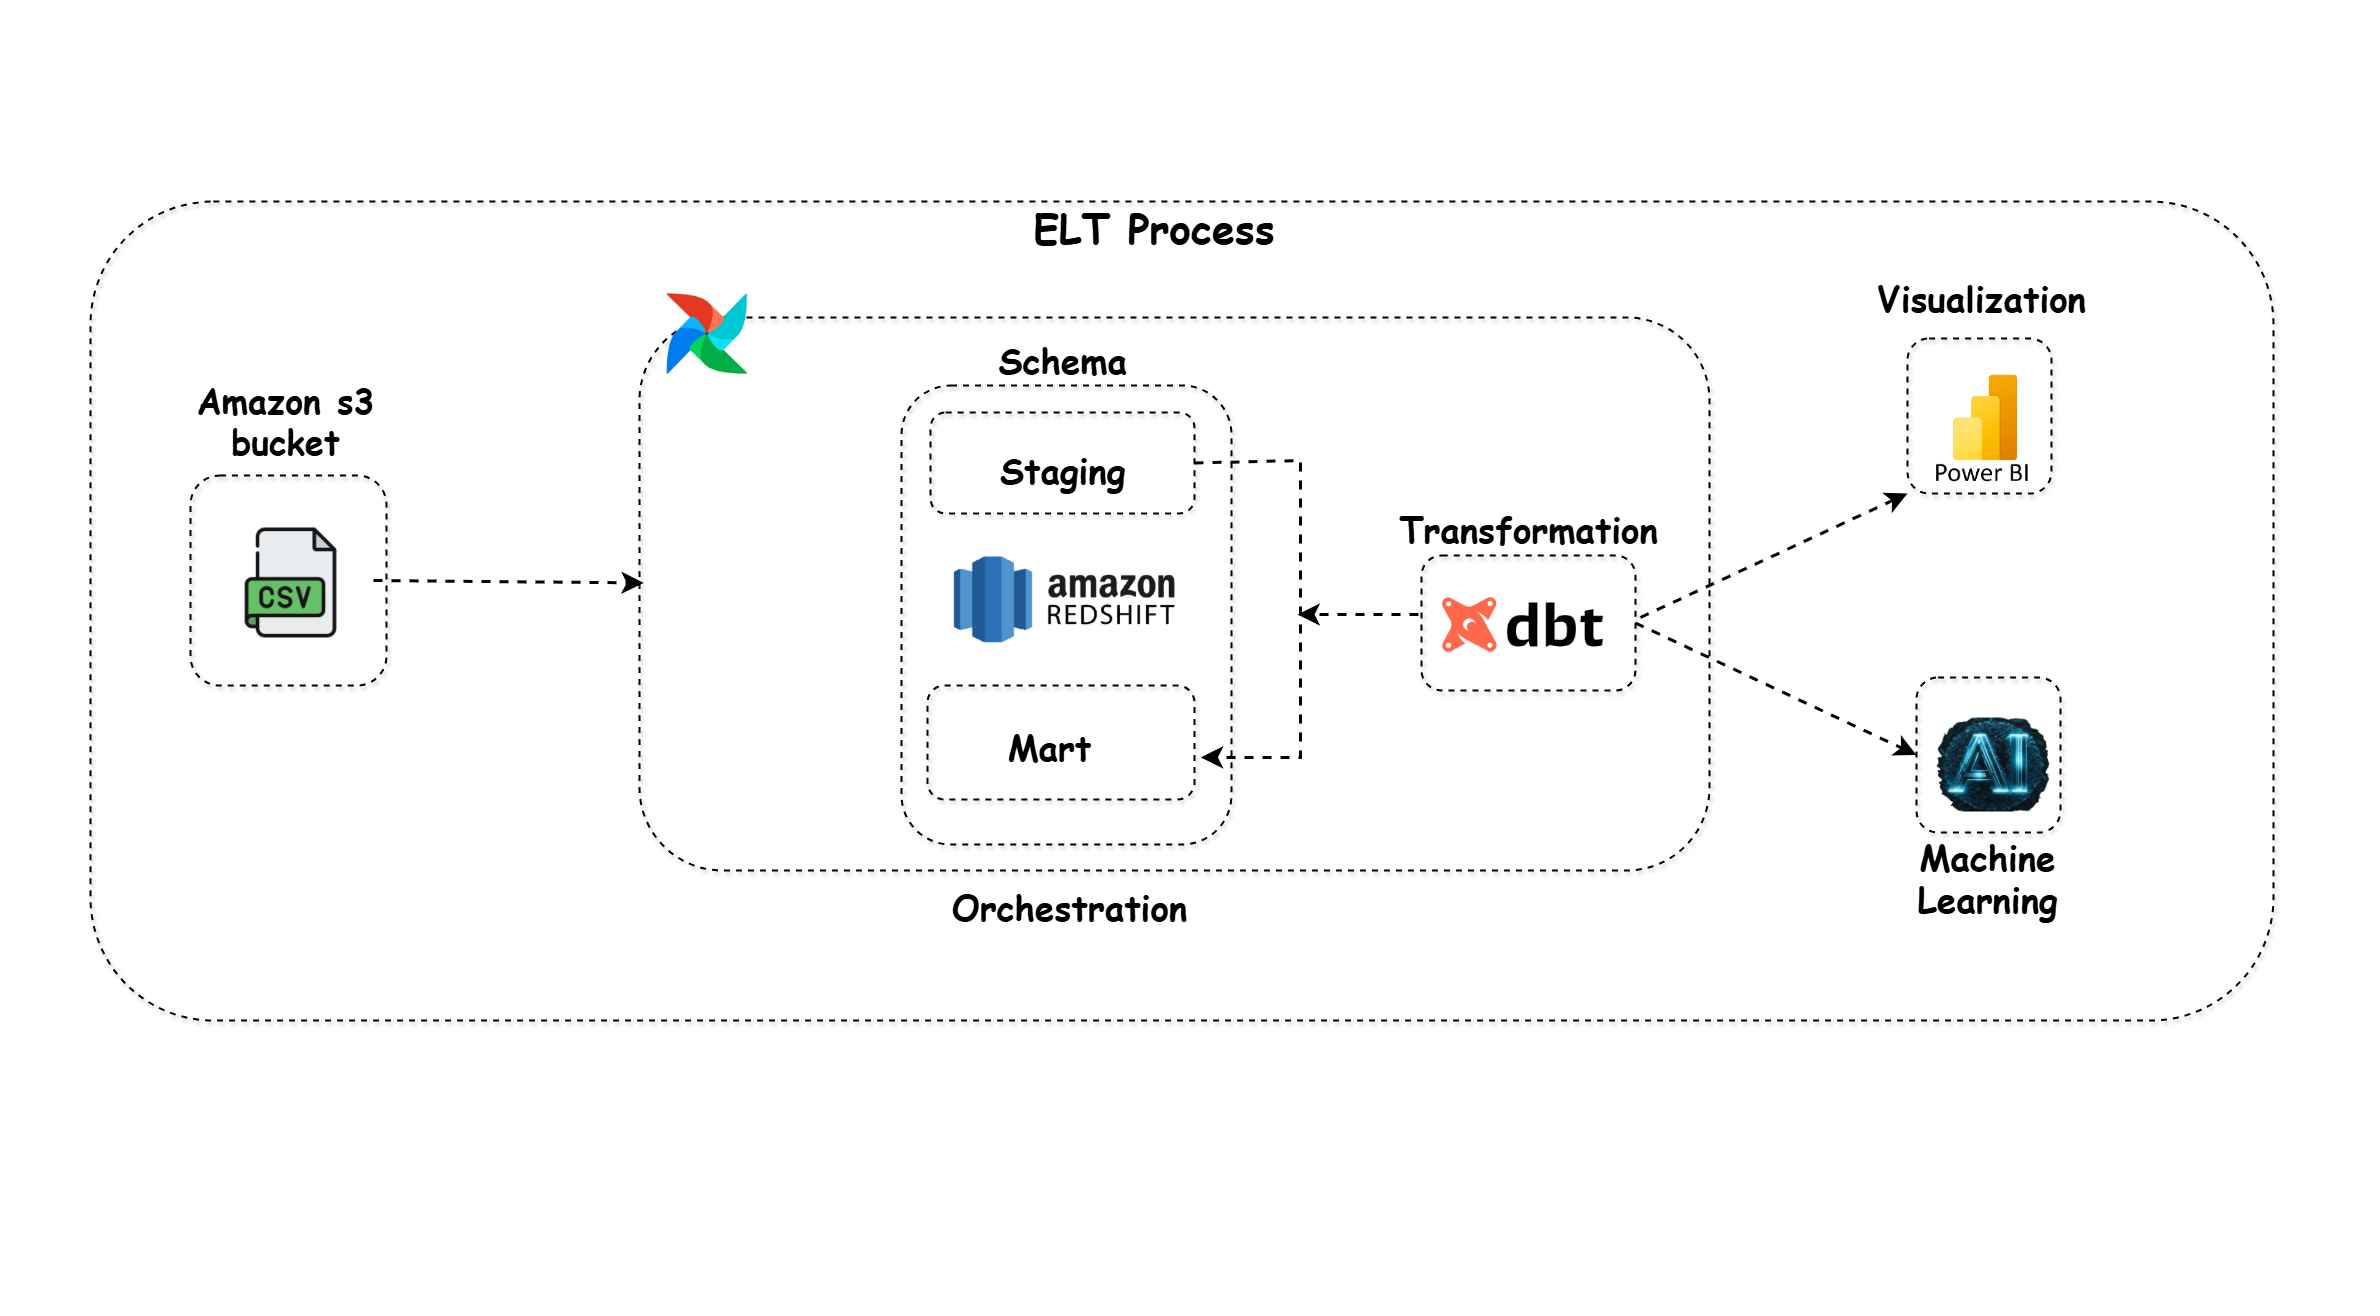 ELT Process
Visualization
Schema
Amazon s3
bucket
Staging
Power BI
Transformation
CSV
amazon
REDSHIFT
dbt
Mart
AI
Machine
Learning
Orchestration